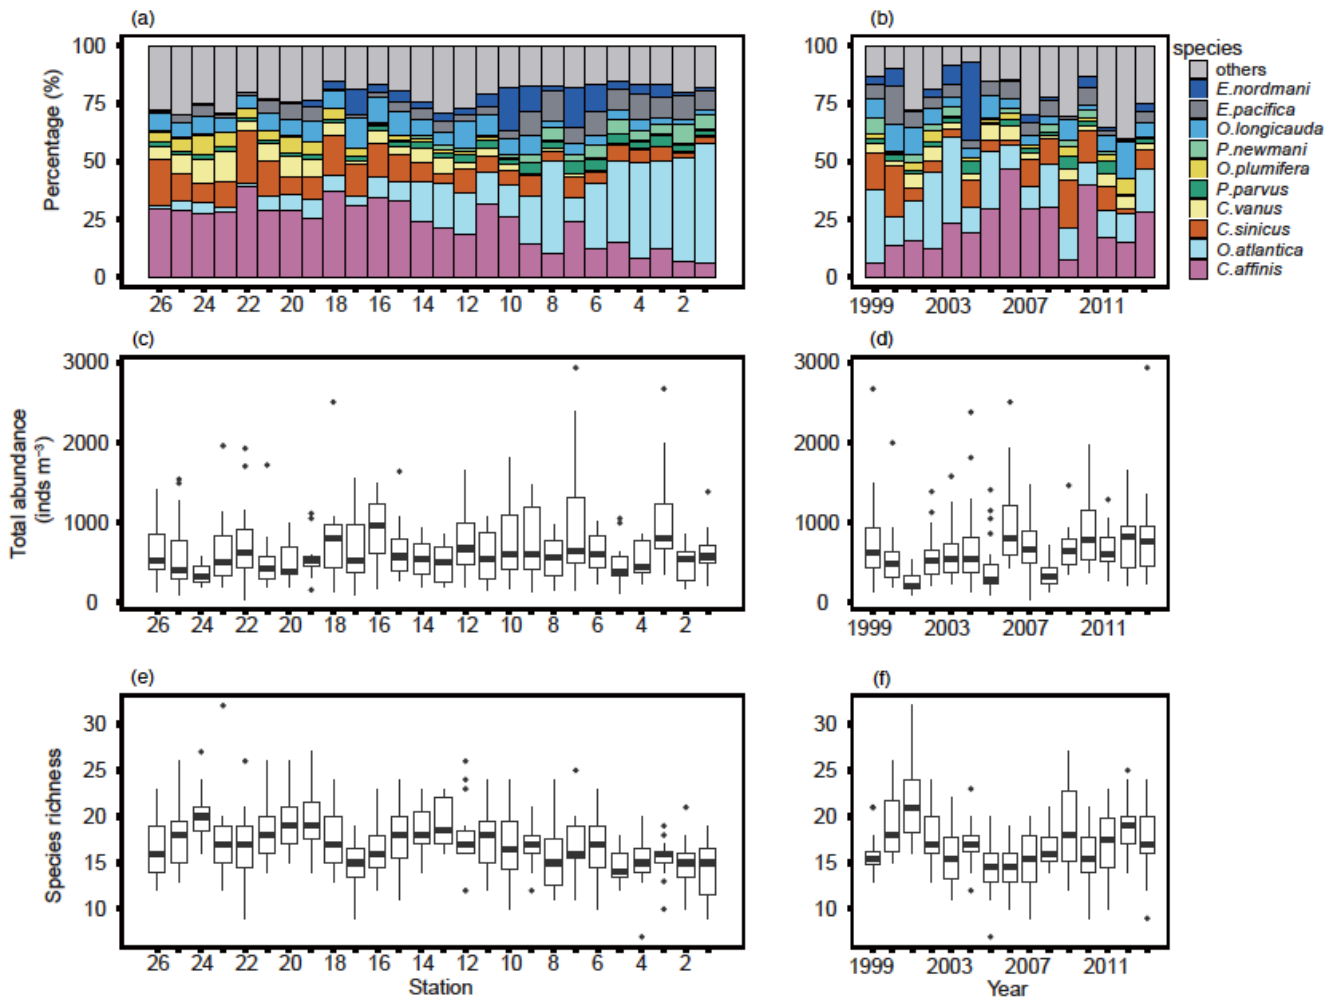 (a)
(b)
100
75
50
25
0
Percentage (%)
26 24 22 20 18 16 14 12 10 8 6 4 2
100
75
50
25
0
1999 2003 2007 2011
species
others
E.nordmani
E.pacifica
O.longicauda
P.newmani
O.plumifera
P.parvus
C.vanus
C.sinicus
O.atlantica
C.affinis
(c)
(d)
3000
2000
1000
0
Total abundance
(inds m⁻³)
26 24 22 20 18 16 14 12 10 8 6 4 2
3000
2000
1000
0
1999 2003 2007 2011
(e)
(f)
30
25
20
15
10
Species richness
26 24 22 20 18 16 14 12 10 8 6 4 2
Station
30
25
20
15
10
1999 2003 2007 2011
Year